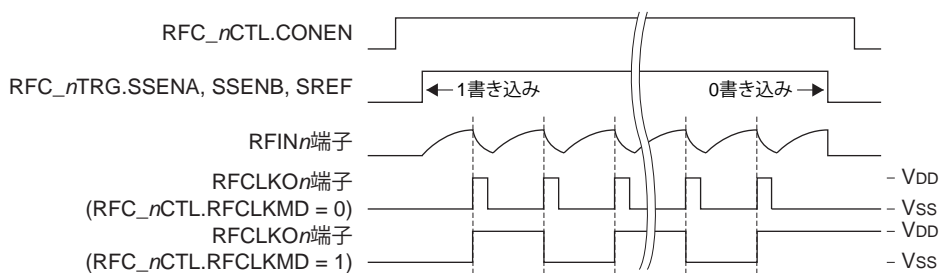 RFC_nCTL.CONEN
RFC_nTRG.SSENA, SSENB, SREF
1書き込み
0書き込み
RFINn端子
RFCLKOn端子
(RFC_nCTL.RFCLKMD = 0)
VDD
VSS
RFCLKOn端子
(RFC_nCTL.RFCLKMD = 1)
VDD
VSS